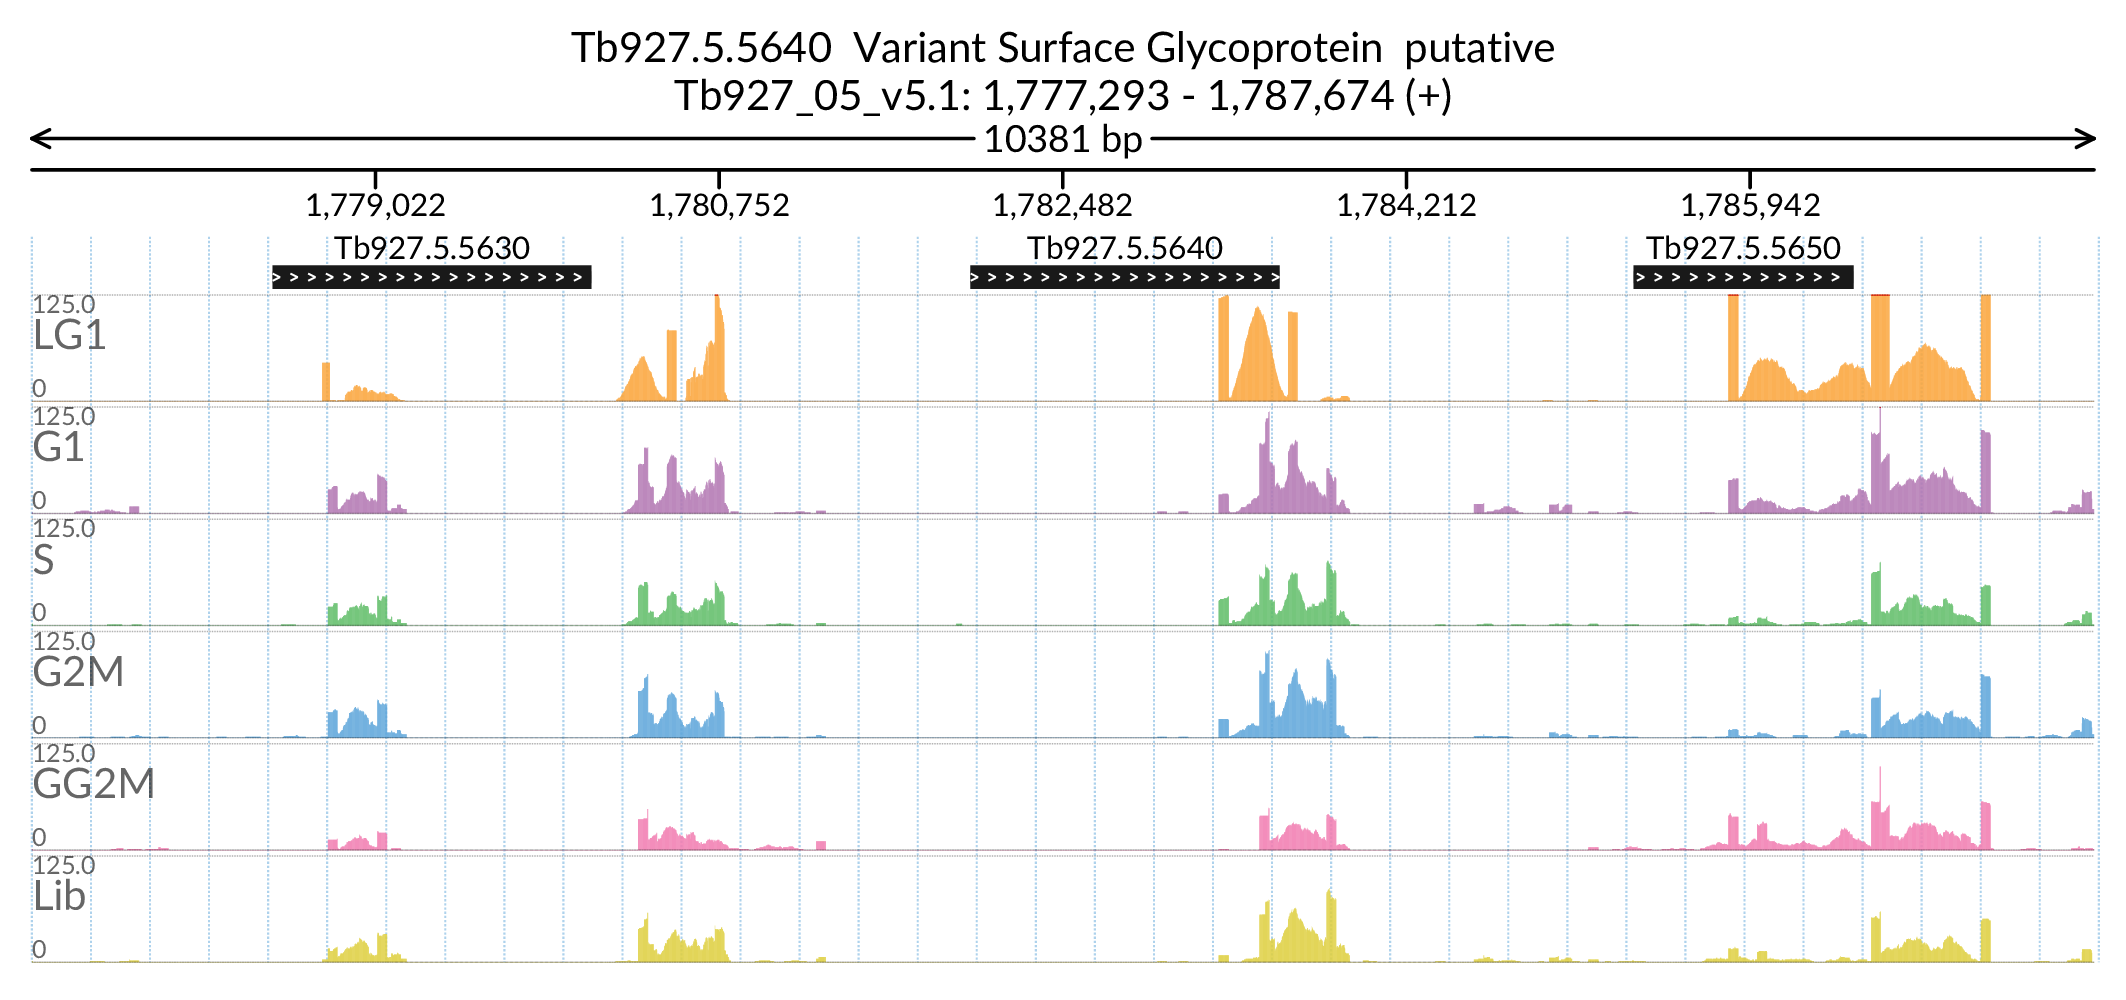 Tb927.5.5640 Variant Surface Glycoprotein putative
Tb927_05_v5.1: 1,777,293 - 1,787,674 (+)
10381 bp
1,779,022 1,780,752 1,782,482 1,784,212 1,785,942
Tb927.5.5630 Tb927.5.5640 Tb927.5.5650
125.0
LG1
0
125.0
G1
0
125.0
S
0
125.0
G2M
0
125.0
GG2M
0
125.0
Lib
0